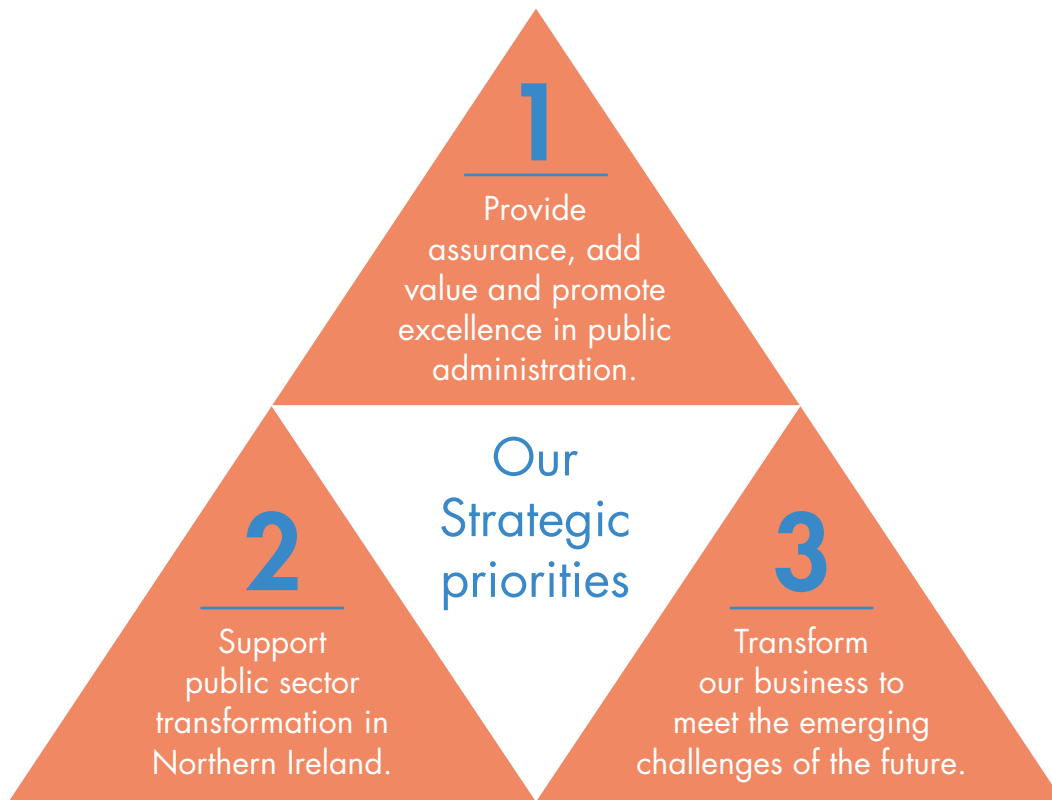 1
Provide
assurance, add
value and promote
excellence in public
administration.
Our
Strategic
priorities
2
Support
public sector
transformation in
Northern Ireland.
3
Transform
our business to
meet the emerging
challenges of the future.